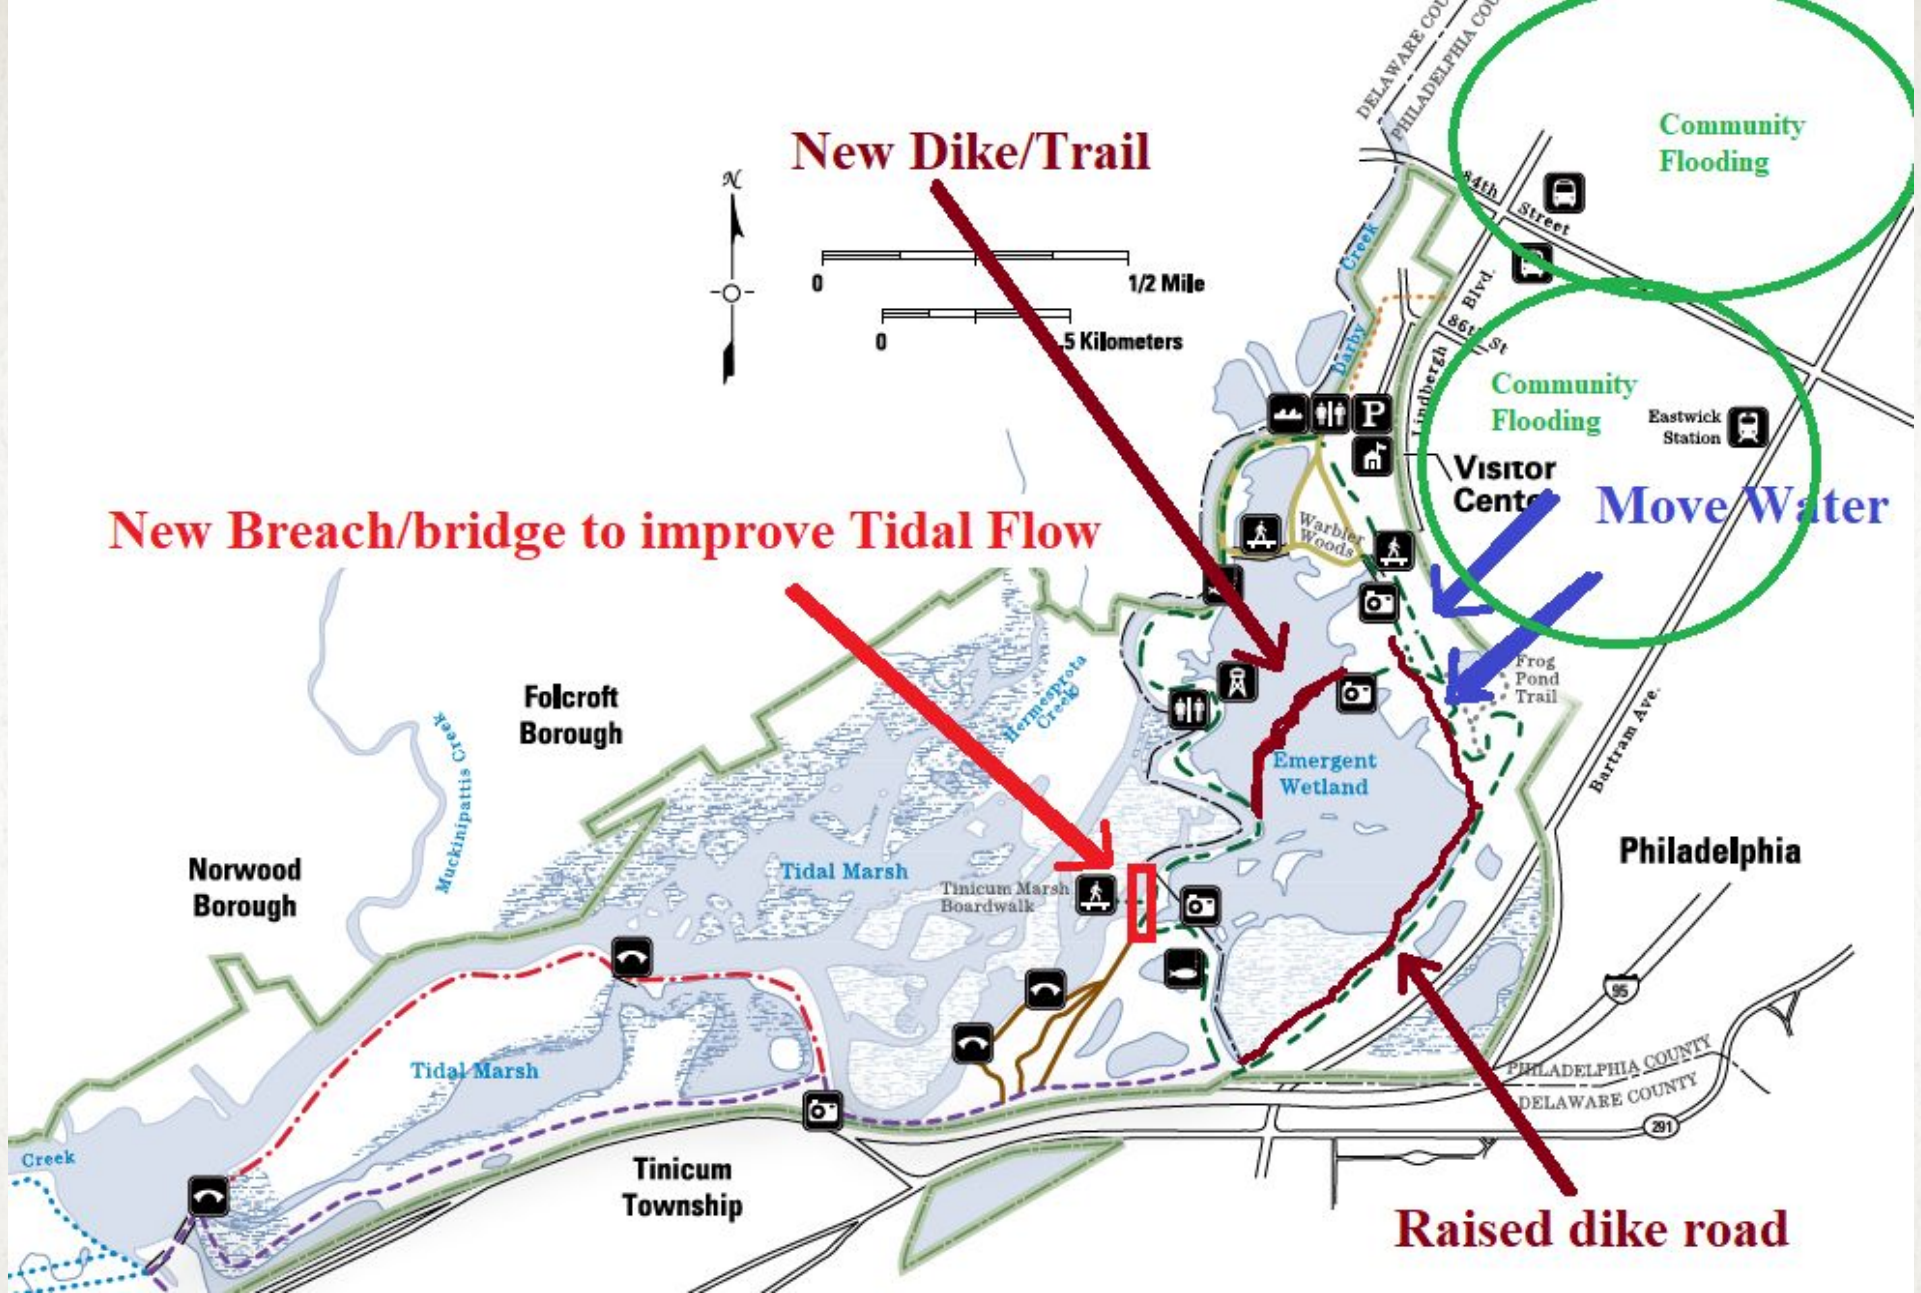 DELAWARE COU
PHILADELPHIA COU
Community
Flooding
New Dike/Trail
N
84th
Street
Creek
0
1/2 Mile
Blvd.
86th St
0
.5 Kilometers
Darby
Lindbergh
Community
Flooding
P
Eastwick
Station
Visitor
Center
Move Water
New Breach/bridge to improve Tidal Flow
Warbler
Woods
Frog
Pond
Trail
Hermesprota
Creek
Folcroft
Borough
Muckinipattis Creek
Bartram Ave.
Emergent
Wetland
Philadelphia
Norwood
Borough
Tidal Marsh
Tinicum Marsh
Boardwalk
95
Tidal Marsh
PHILADELPHIA COUNTY
DELAWARE COUNTY
291
Creek
Tinicum
Township
Raised dike road